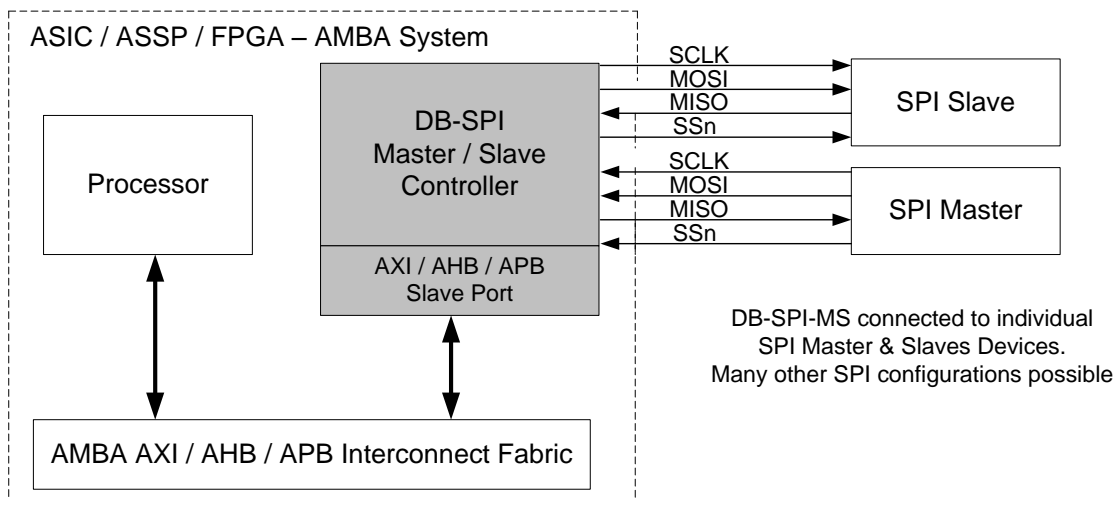 ASIC / ASSP / FPGA – AMBA System
Processor
DB-SPI
Master / Slave
Controller
AXI / AHB / APB
Slave Port
SCLK
MOSI
MISO
SSn
SPI Slave
SCLK
MOSI
MISO
SSn
SPI Master
DB-SPI-MS connected to individual
SPI Master & Slaves Devices.
Many other SPI configurations possible
AMBA AXI / AHB / APB Interconnect Fabric